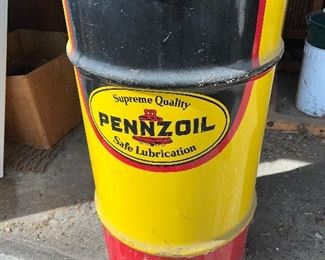 Supreme Quality
PENNZOIL
Safe Lubrication